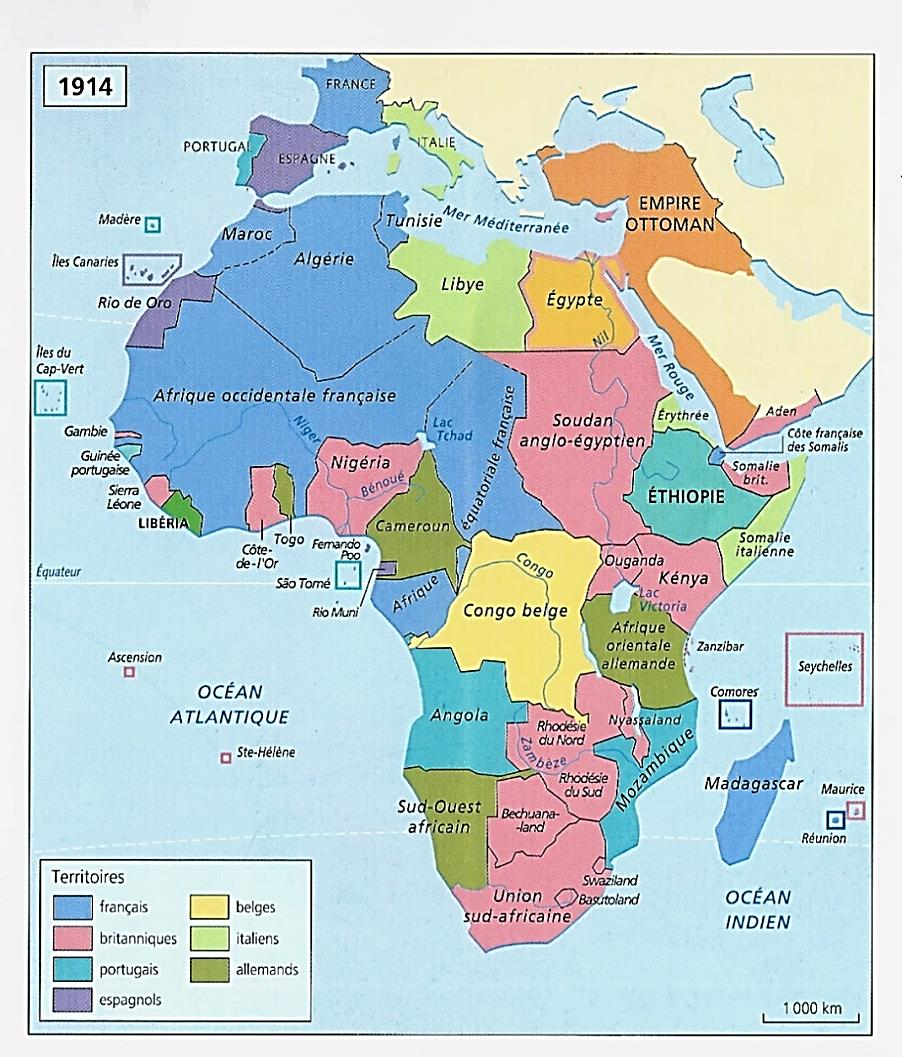 1914
FRANCE
PORTUGAL
ESPAGNE
ITALIE
Mer Méditerranée
EMPIRE
OTTOMAN
Madère
Maroc
Tunisie
Algérie
Îles Canaries
Rio de Oro
Libye
Égypte
Nil
Mer Rouge
Îles du
Cap-Vert
Afrique occidentale française
Niger
Lac
Tchad
équatoriale française
Soudan
anglo-égyptien
Érythrée
Aden
Côte française
des Somalis
Gambie
Guinée
portugaise
Sierra
Léone
LIBÉRIA
Nigéria
Bénoué
Somalie
brit.
ÉTHIOPIE
Cameroun
Côte-
de-l'Or
Togo
Fernando
Poo
São Tomé
Rio Muni
Somalie
italienne
Équateur
Afrique
Congo
Congo belge
Ouganda
Kénya
Lac
Victoria
Afrique
orientale
allemande
Zanzibar
Seychelles
Ascension
Comores
OCÉAN
ATLANTIQUE
Angola
Rhodésie
du Nord
Nyassaland
Zambèze
Ste-Hélène
Rhodésie
du Sud
Mozambique
Madagascar
Maurice
Réunion
Sud-Ouest
africain
Bechuana-
-land
Swaziland
Basutoland
Union
sud-africaine
OCÉAN
INDIEN
Territoires
français
belges
britanniques
italiens
portugais
allemands
espagnols
1 000 km